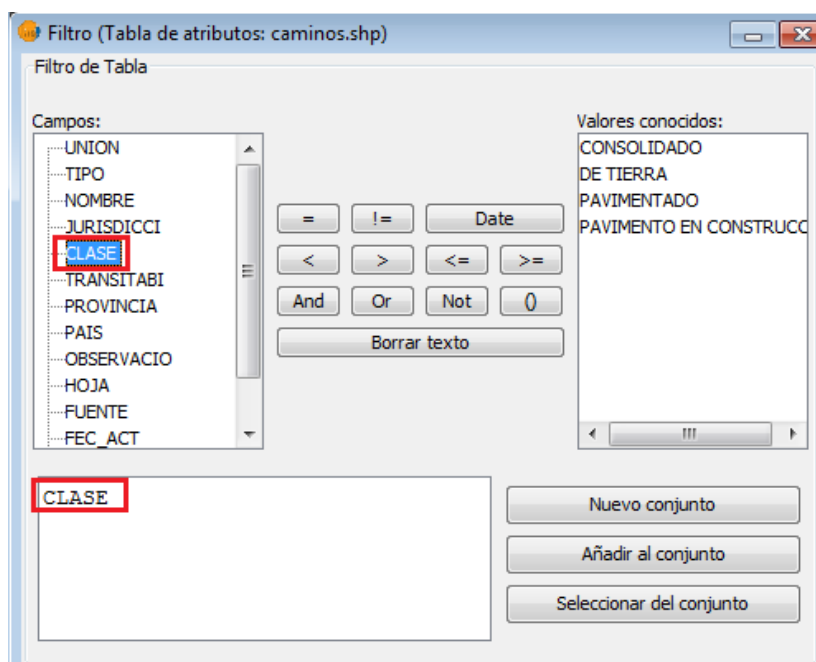 Filtro (Tabla de atributos: caminos.shp)
Filtro de Tabla
Campos:
UNION
TIPO
NOMBRE
JURISDICCI
CLASE
TRANSITABI
PROVINCIA
PAIS
OBSERVACIO
HOJA
FUENTE
FEC_ACT
= != Date
< > <= >=
And Or Not ()
Borrar texto
Valores conocidos:
CONSOLIDADO
DE TIERRA
PAVIMENTADO
PAVIMENTO EN CONSTRUCC
CLASE
Nuevo conjunto
Añadir al conjunto
Seleccionar del conjunto